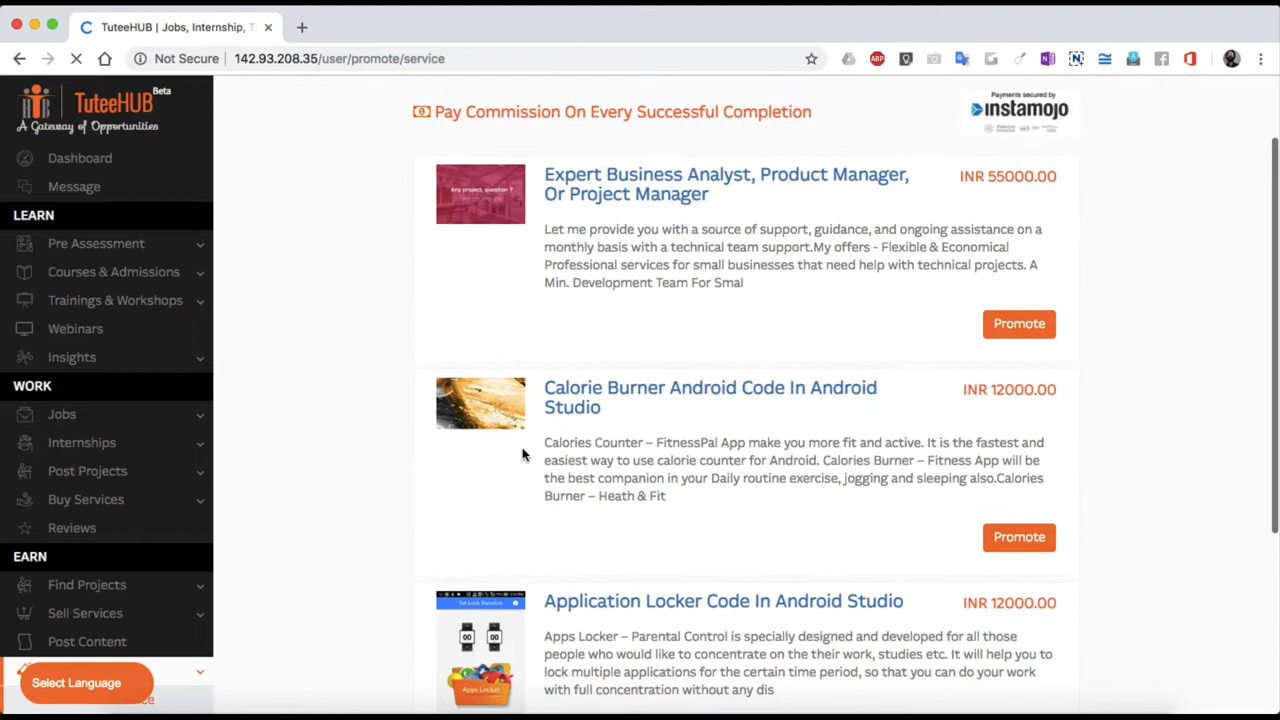 TuteeHUB | Jobs, Internship, T
Not Secure | 142.93.208.35/user/promote/service
TuteeHUB Beta
A Gateway of Opportunities
Dashboard
Message
LEARN
Pre Assessment
Courses & Admissions
Trainings & Workshops
Webinars
Insights
WORK
Jobs
Internships
Post Projects
Buy Services
Reviews
EARN
Find Projects
Sell Services
Post Content
Select Language
Pay Commission On Every Successful Completion
Payments secured by
instamojo
Any project, question ?
Expert Business Analyst, Product Manager,
Or Project Manager
INR 55000.00
Let me provide you with a source of support, guidance, and ongoing assistance on a
monthly basis with a technical team support.My offers - Flexible & Economical
Professional services for small businesses that need help with technical projects. A
Min. Development Team For Smal
Promote
Calorie Burner Android Code In Android
Studio
INR 12000.00
Calories Counter – FitnessPal App make you more fit and active. It is the fastest and
easiest way to use calorie counter for Android. Calories Burner – Fitness App will be
the best companion in your Daily routine exercise, jogging and sleeping also.Calories
Burner – Heath & Fit
Promote
Set Lock Duration
00 00
Apps Locker
Application Locker Code In Android Studio
INR 12000.00
Apps Locker – Parental Control is specially designed and developed for all those
people who would like to concentrate on the their work, studies etc. It will help you to
lock multiple applications for the certain time period, so that you can do your work
with full concentration without any dis